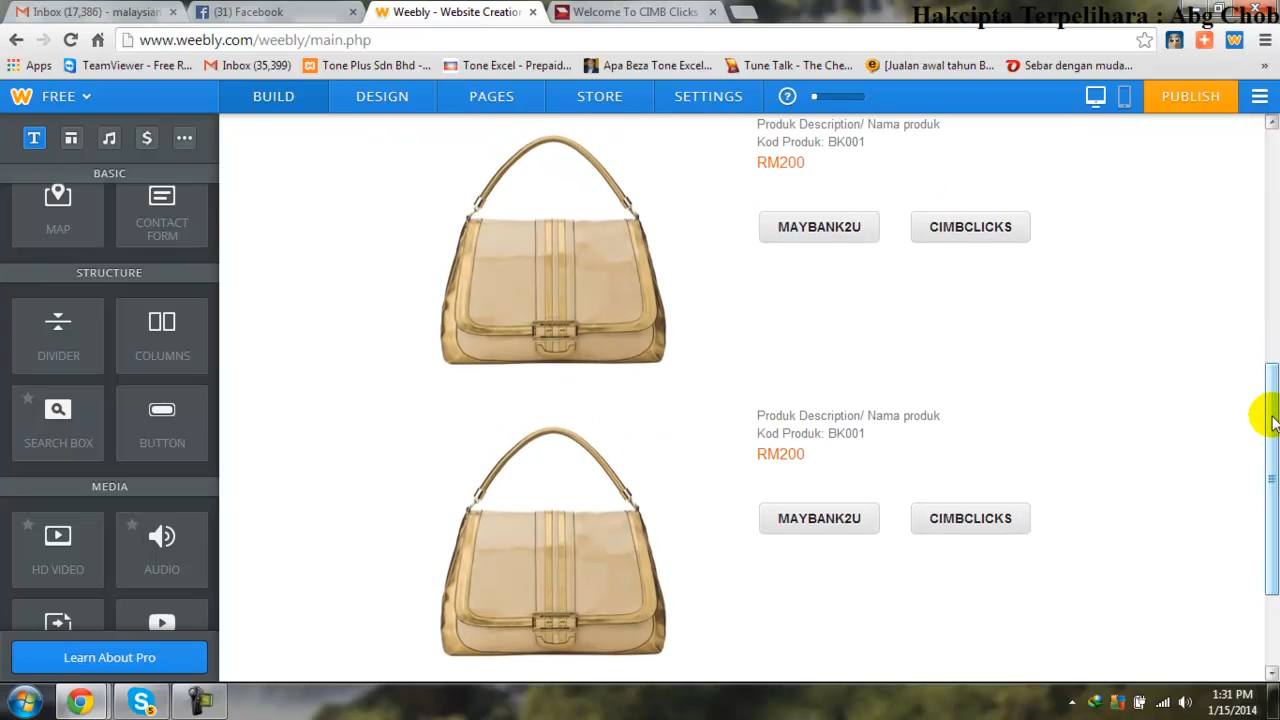 Inbox (17,386) - malaysian
(31) Facebook
Weebly - Website Creation
Welcome To CIMB Clicks
Hakcipta Terpelihara : Abg Chob
www.weebly.com/weebly/main.php
Apps
TeamViewer - Free R...
Inbox (35,399)
Tone Plus Sdn Bhd -...
Tone Excel - Prepaid...
Apa Beza Tone Excel...
Tune Talk - The Che...
[Jualan awal tahun B...
Sebar dengan muda...
»
FREE
BUILD
DESIGN
PAGES
STORE
SETTINGS
?
PUBLISH
T
$
BASIC
MAP
CONTACT
FORM
STRUCTURE
DIVIDER
COLUMNS
SEARCH BOX
BUTTON
MEDIA
HD VIDEO
AUDIO
Learn About Pro
Produk Description/ Nama produk
Kod Produk: BK001
RM200
MAYBANK2U
CIMBCLICKS
Produk Description/ Nama produk
Kod Produk: BK001
RM200
MAYBANK2U
CIMBCLICKS
5
1:31 PM
1/15/2014